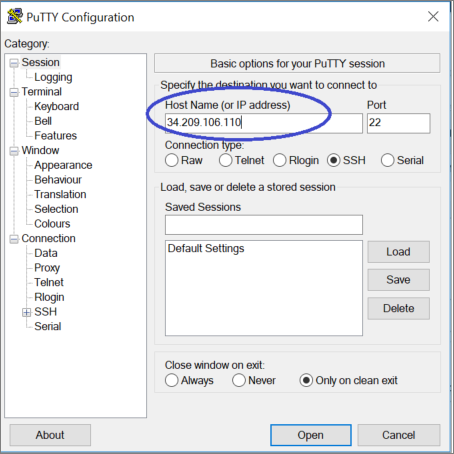 PuTTY Configuration
Category:
Session
Logging
Terminal
Keyboard
Bell
Features
Window
Appearance
Behaviour
Translation
Selection
Colours
Connection
Data
Proxy
Telnet
Rlogin
SSH
Serial
Basic options for your PuTTY session
Specify the destination you want to connect to
Host Name (or IP address) Port
34.209.106.110 22
Connection type:
Raw Telnet Rlogin SSH Serial
Load, save or delete a stored session
Saved Sessions
Default Settings
Load
Save
Delete
Close window on exit:
Always Never Only on clean exit
About Open Cancel